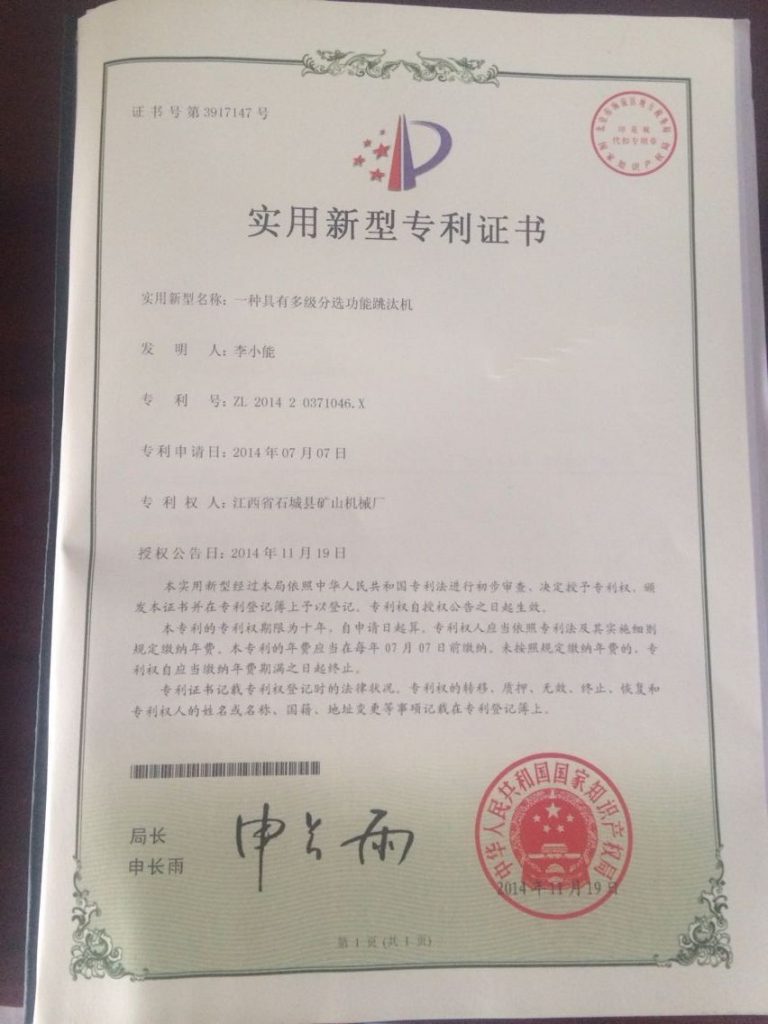 证书号第3917147号
印花税
代扣专用章
国家知识产权局
实用新型专利证书
实用新型名称：一种具有多级分选功能跳汰机
发明人：李小能
专利号：ZL 2014 2 0371046.X
专利申请日：2014年07月07日
专利权人：江西省石城县矿山机械厂
授权公告日：2014年11月19日
本实用新型经过本局依照中华人民共和国专利法进行初步审查，决定授予专利权，颁
发本证书并在专利登记簿上予以登记。专利权自授权公告之日起生效。
本专利的专利权期限为十年，自申请日起算。专利权人应当依照专利法及其实施细则
规定缴纳年费。本专利的年费应当在每年07月07日前缴纳。未按照规定缴纳年费的，专
利权自应当缴纳年费期满之日起终止。
专利证书记载专利权登记时的法律状况。专利权的转移、质押、无效、终止、恢复和
专利权人的姓名或名称、国籍、地址变更等事项记载在专利登记簿上。
局长
申长雨
申长雨
中华人民共和国国家知识产权局
2014年11月19日
第1页(共1页)